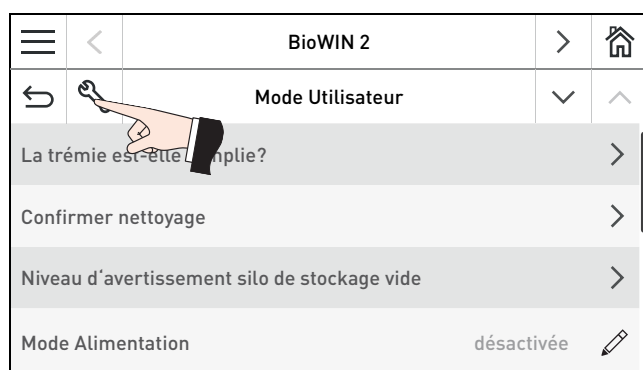 BioWIN 2
Mode Utilisateur
La trémie est-elle mplie?
Confirmer nettoyage
Niveau d‘avertissement silo de stockage vide
Mode Alimentation désactivée